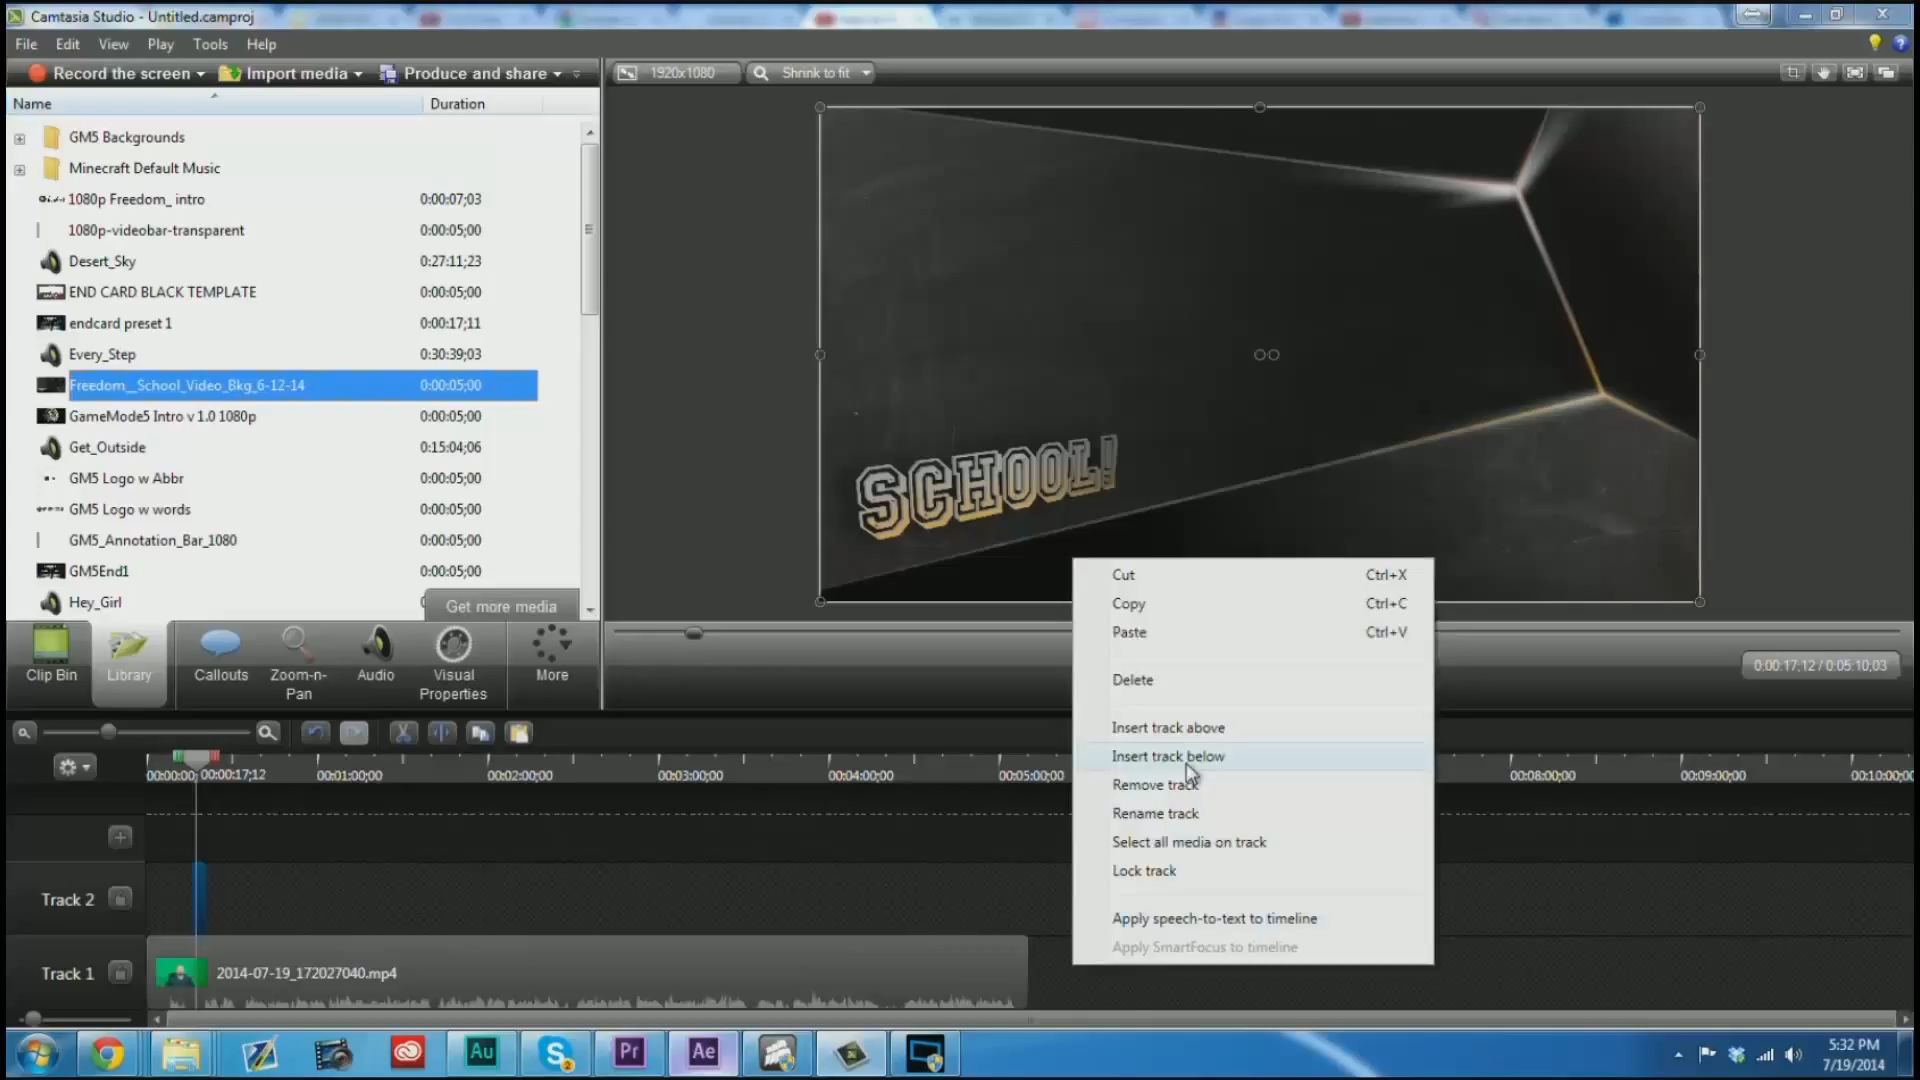 Camtasia Studio - Untitled.camproj
File Edit View Play Tools Help
Record the screen Import media Produce and share
1920x1080 Shrink to fit
Name Duration
GM5 Backgrounds
Minecraft Default Music
1080p Freedom_ intro 0:00:07;03
1080p-videobar-transparent 0:00:05;00
Desert_Sky 0:27:11;23
END CARD BLACK TEMPLATE 0:00:05;00
endcard preset 1 0:00:17;11
Every_Step 0:30:39;03
Freedom__School_Video_Bkg_6-12-14 0:00:05;00
GameMode5 Intro v 1.0 1080p 0:00:05;00
Get_Outside 0:15:04;06
GM5 Logo w Abbr 0:00:05;00
GM5 Logo w words 0:00:05;00
GM5_Annotation_Bar_1080 0:00:05;00
GM5End1 0:00:05;00
Hey_Girl
Get more media
SCHOOL!
Clip Bin Library Callouts Zoom-n-Pan Audio Visual Properties More
0:00:17;12 / 0:05:10;03
Cut Ctrl+X
Copy Ctrl+C
Paste Ctrl+V
Delete
Insert track above
Insert track below
Remove track
Rename track
Select all media on track
Lock track
Apply speech-to-text to timeline
Apply SmartFocus to timeline
00:00:00; 00:00:17;12 00:01:00;00 00:02:00;00 00:03:00;00 00:04:00;00 00:05:00;00 00:08:00;00 00:09:00;00 00:10:00;00
Track 2
Track 1
2014-07-19_172027040.mp4
Au
S
2
Pr
Ae
5:32 PM
7/19/2014